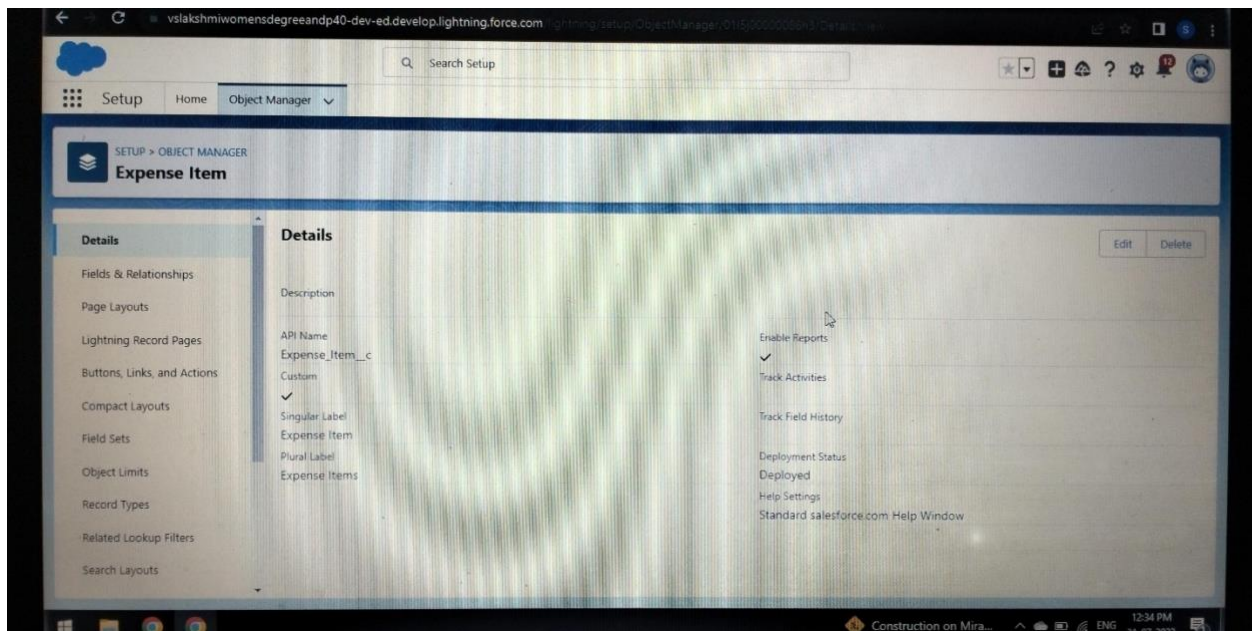 vslakshmiwomensdegreeandp40-dev-ed.develop.lightning.force.com
Search Setup
12
S
Setup Home Object Manager
SETUP > OBJECT MANAGER
Expense Item
Details
Fields & Relationships
Page Layouts
Lightning Record Pages
Buttons, Links, and Actions
Compact Layouts
Field Sets
Object Limits
Record Types
Related Lookup Filters
Search Layouts
Details
Edit Delete
Description
API Name
Expense_Item__c
Custom
Singular Label
Expense Item
Plural Label
Expense Items
Enable Reports
Track Activities
Track Field History
Deployment Status
Deployed
Help Settings
Standard salesforce.com Help Window
Construction on Mira... ENG 12:34 PM